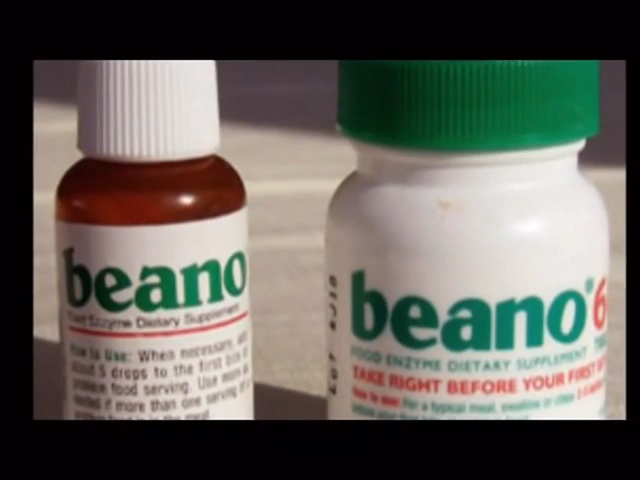 beano
Food Enzyme Dietary Supplement
How to Use: When necessary, add
about 5 drops to the first bite of
problem food serving. Use more as
needed if more than one serving of
beano® 6
FOOD ENZYME DIETARY SUPPLEMENT
TAKE RIGHT BEFORE YOUR FIRST
How to use: For a typical meal, swallow or chew